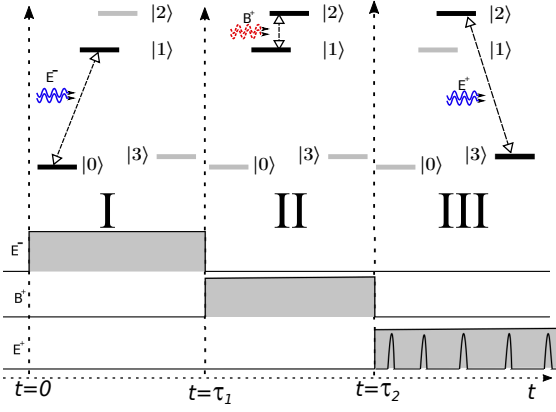 |2⟩ |2⟩ |2⟩
|1⟩ B⁺ |1⟩ |1⟩
E⁻ E⁺
|0⟩ |3⟩ |0⟩ |3⟩ |0⟩ |3⟩
I II III
E⁻
B⁺
E⁺
t=0 t=τ₁ t=τ₂ t